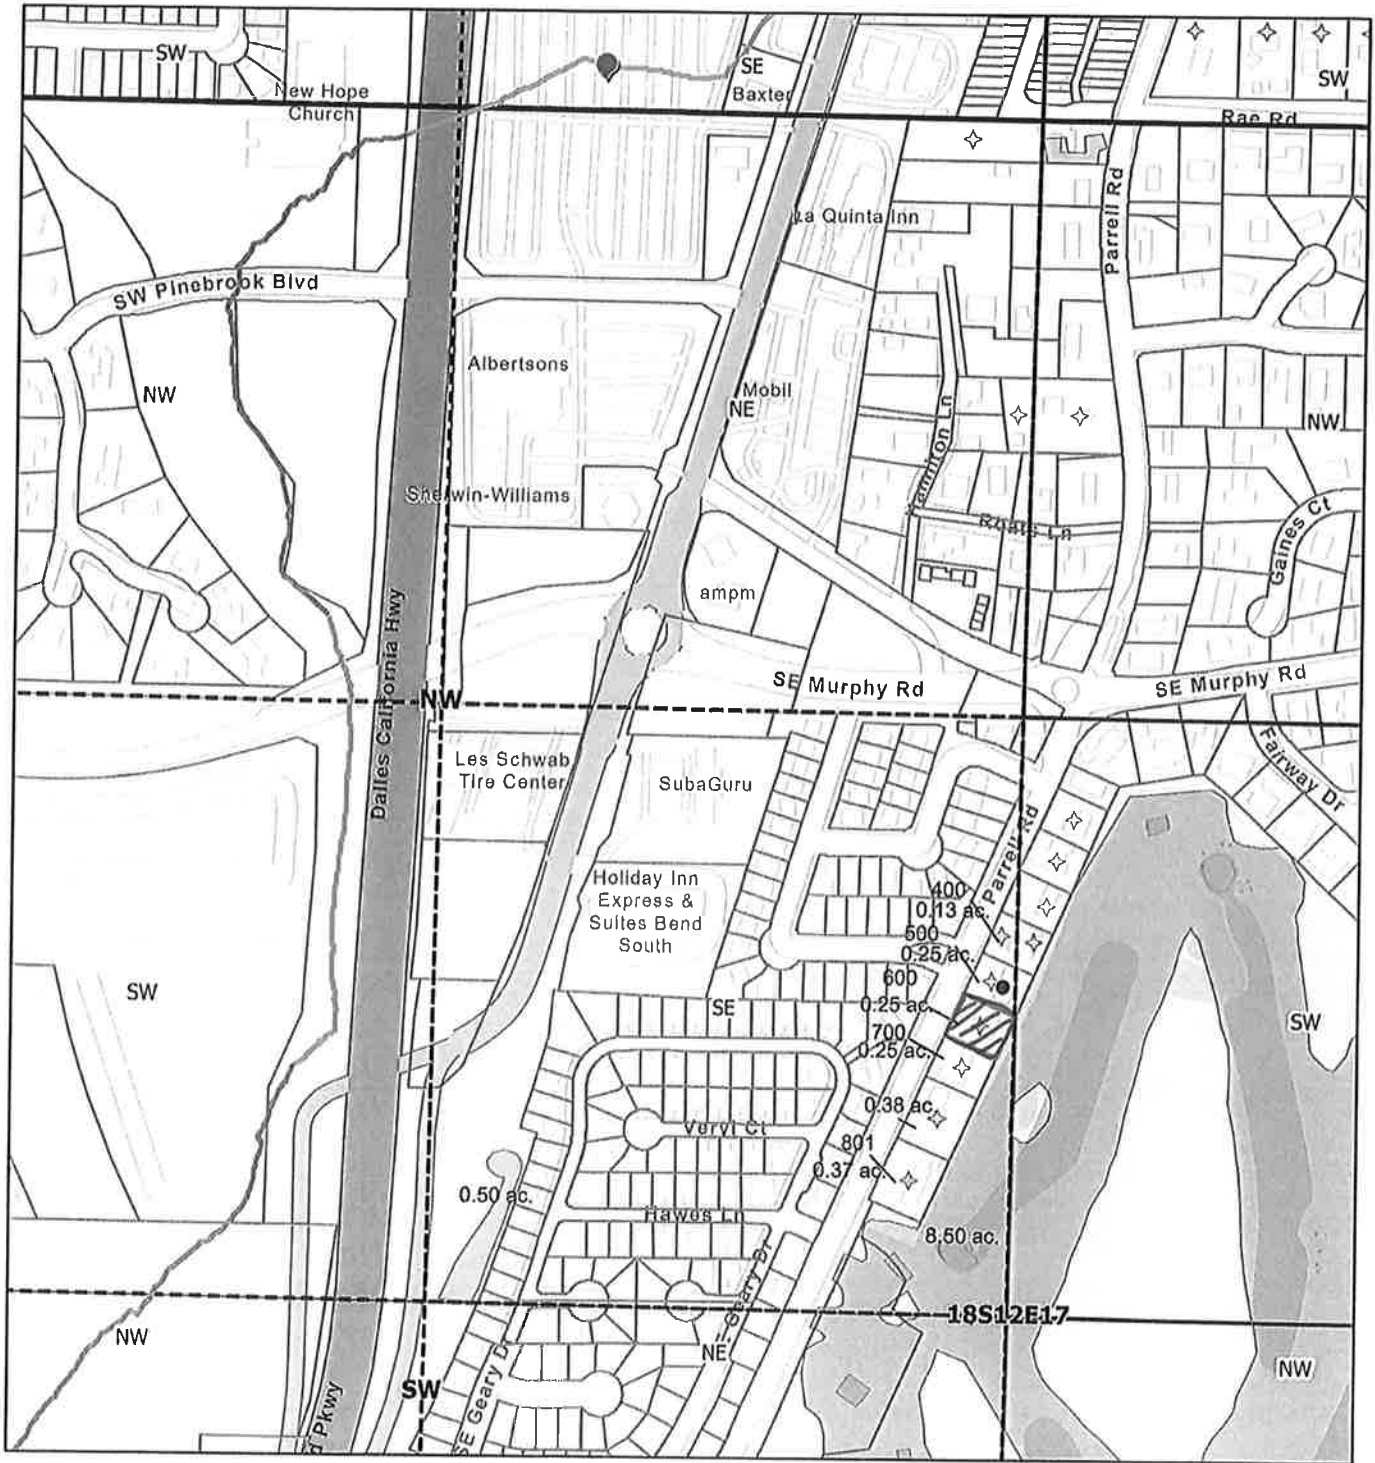 SW
New Hope
Church
SE
Baxter
SW
Rae Rd
Parrell Rd
La Quinta Inn
SW Pinebrook Blvd
Albertsons
NW
Mobil
NE
NW
Hamilton Ln
Sherwin-Williams
Roats Ln
Gaines Ct
ampm
Dalles California Hwy
SE Murphy Rd
SE Murphy Rd
NW
Fairway Dr
Les Schwab
Tire Center
SubaGuru
Parrell Rd
Holiday Inn
Express &
Suites Bend
South
400
0.13 ac.
500
0.25 ac.
600
0.25 ac.
SW
SE
700
0.25 ac.
SW
0.38 ac.
Veryl Ct
801
0.37 ac.
0.50 ac.
Hawes Ln
8.50 ac.
Geary Dr
18S12E17
NW
NE
NW
SW
SE Geary Dr
d Pkwy